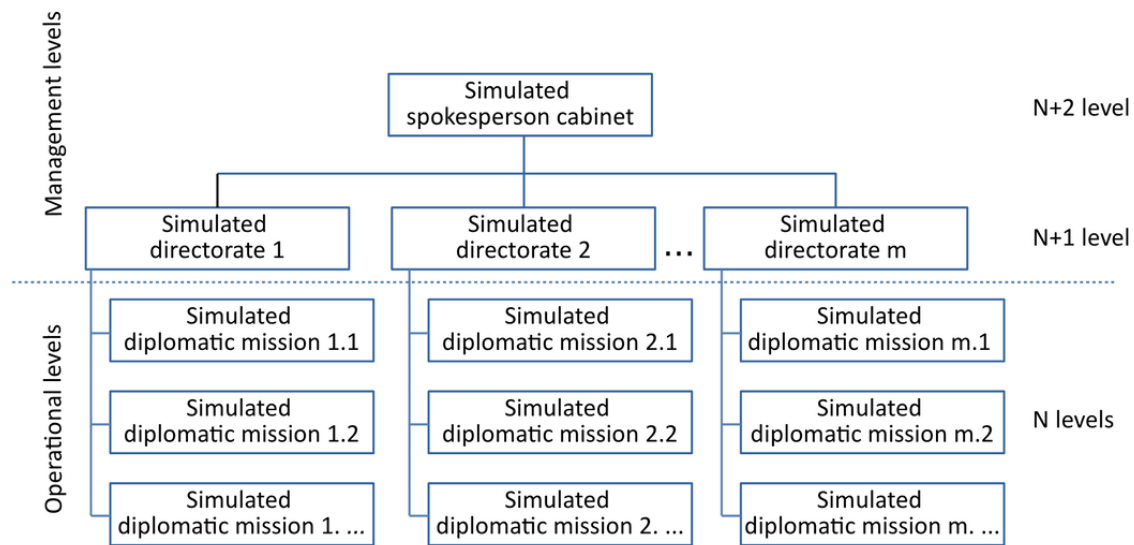 Management levels
Simulated
spokesperson cabinet
N+2 level
Simulated
directorate 1
Simulated
directorate 2
...
Simulated
directorate m
N+1 level
Operational levels
Simulated
diplomatic mission 1.1
Simulated
diplomatic mission 2.1
Simulated
diplomatic mission m.1
Simulated
diplomatic mission 1.2
Simulated
diplomatic mission 2.2
Simulated
diplomatic mission m.2
N levels
Simulated
diplomatic mission 1. ...
Simulated
diplomatic mission 2. ...
Simulated
diplomatic mission m. ...